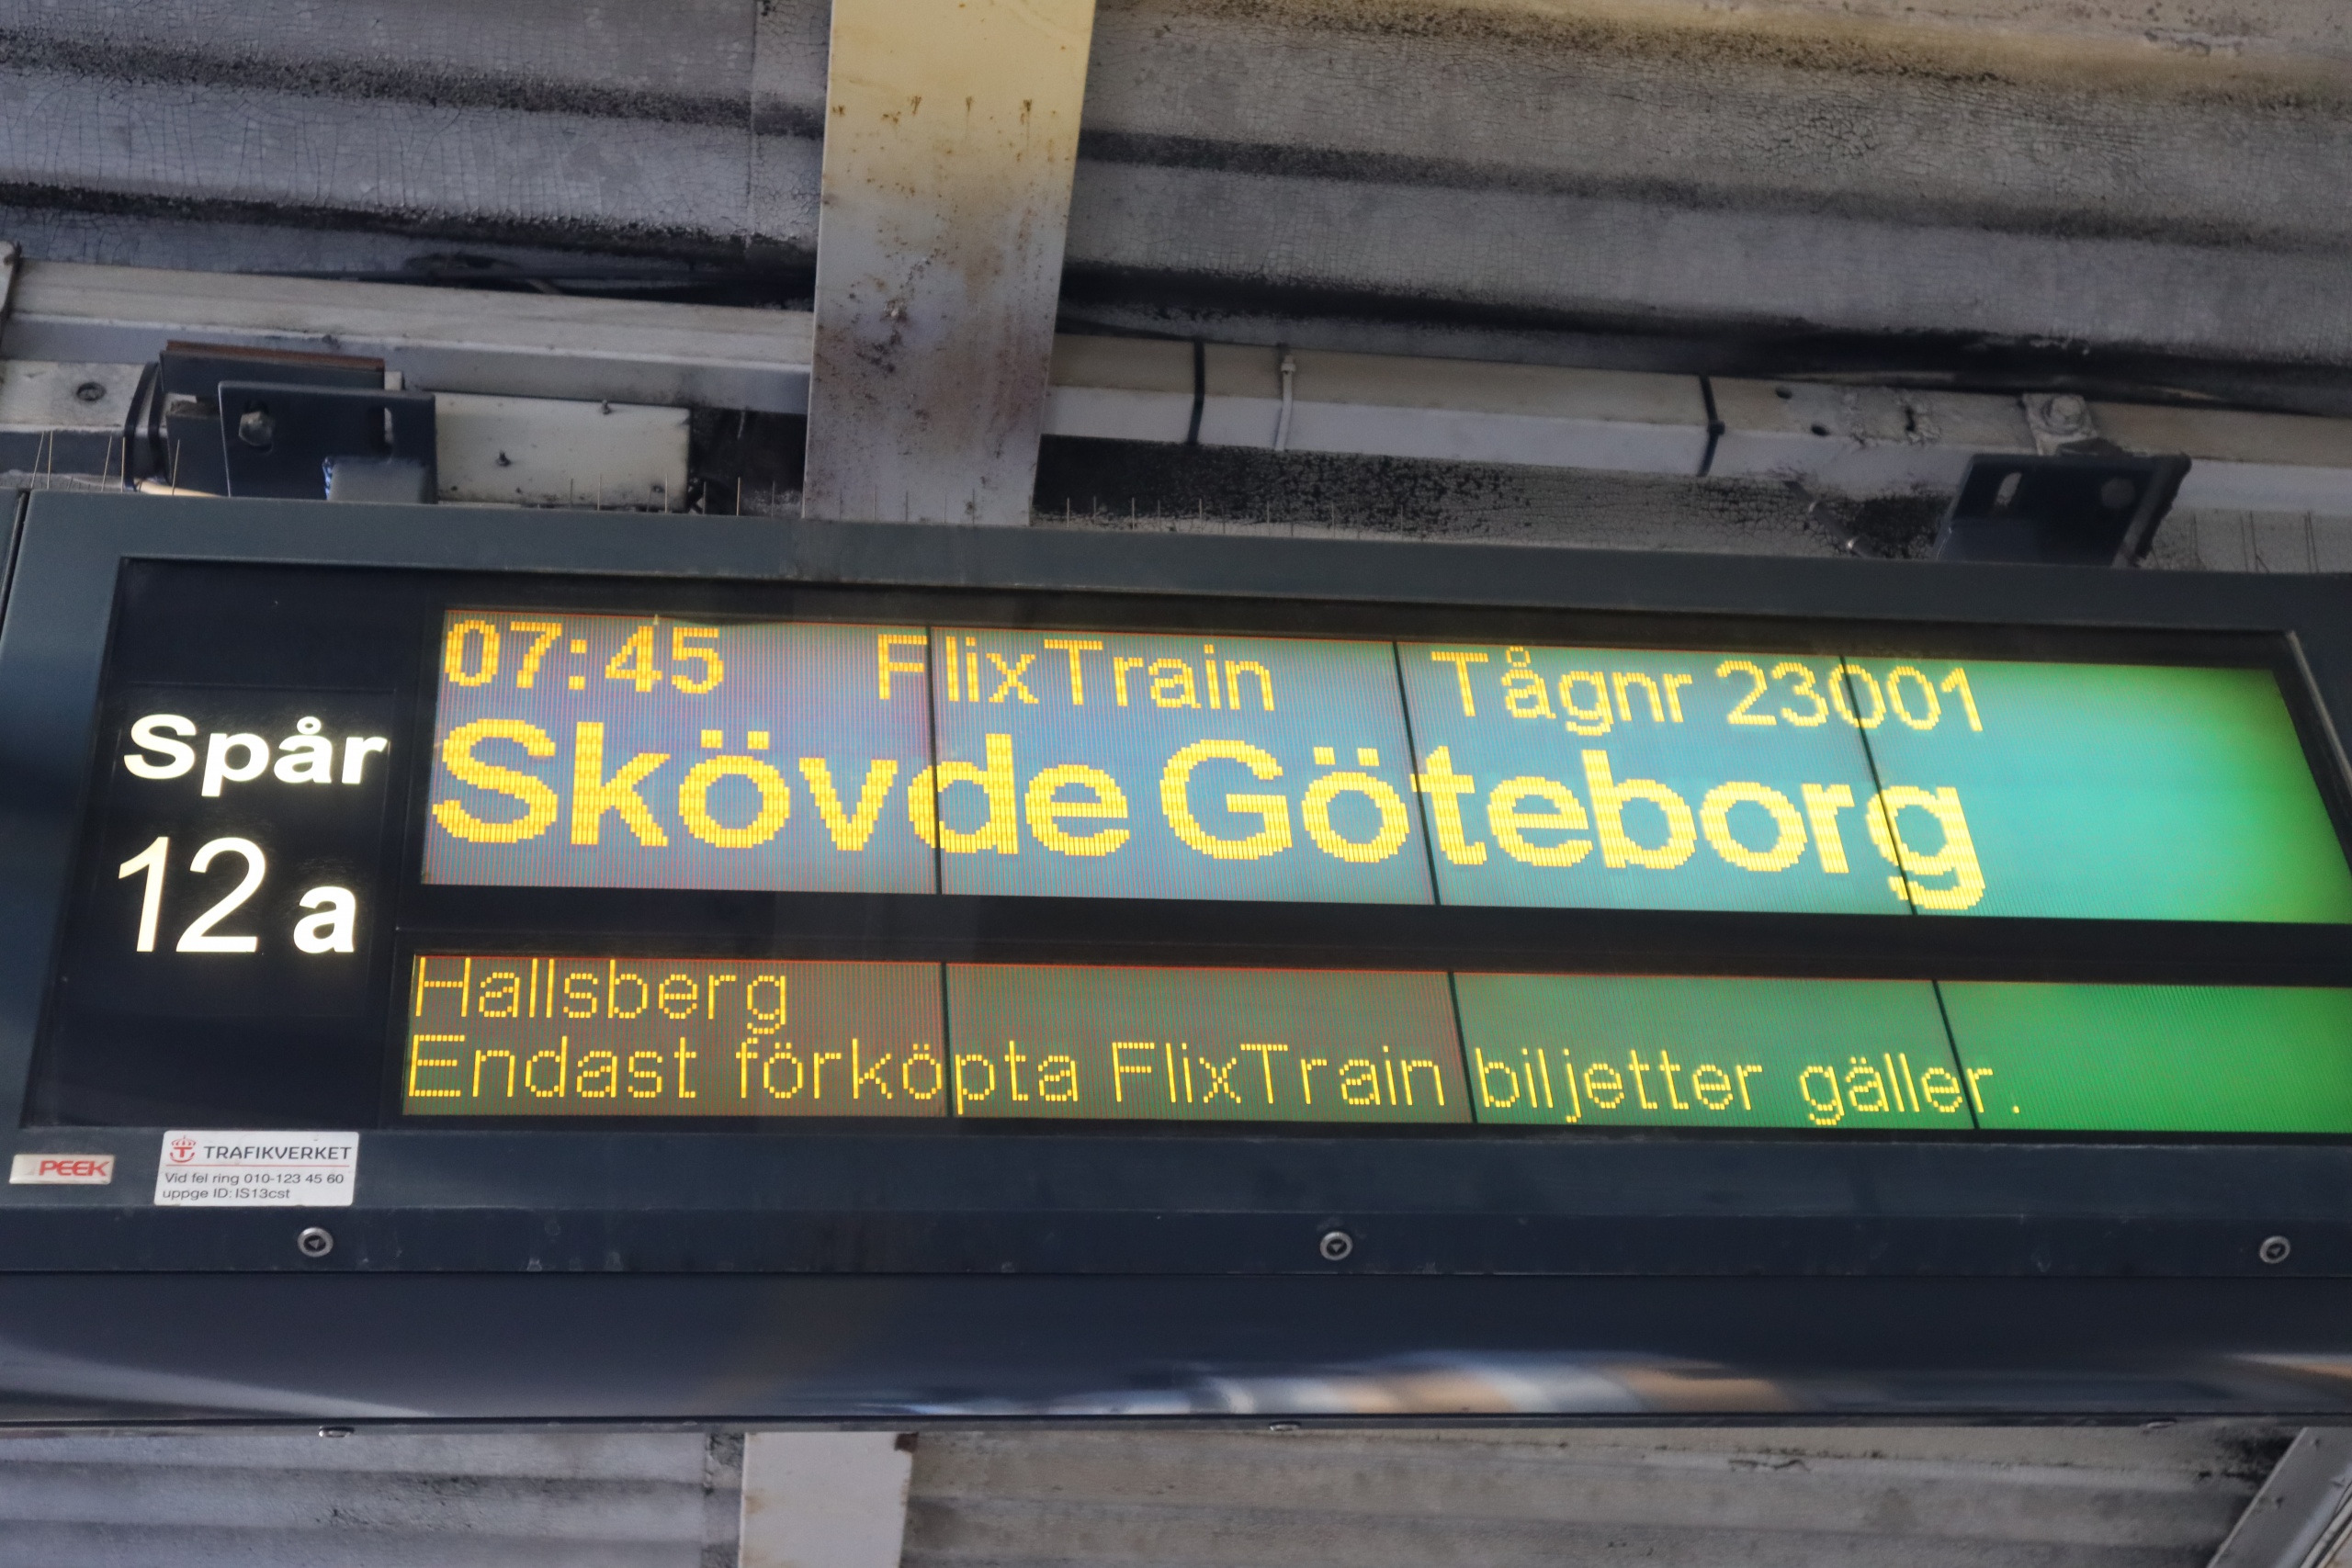 Spår
12 a
07:45 FlixTrain Tågnr 23001
Skövde Göteborg
Hallsberg
Endast förköpta FlixTrain biljetter gäller.
PEEK
TRAFIKVERKET
Vid fel ring 010-123 45 60
uppge ID: IS13cst